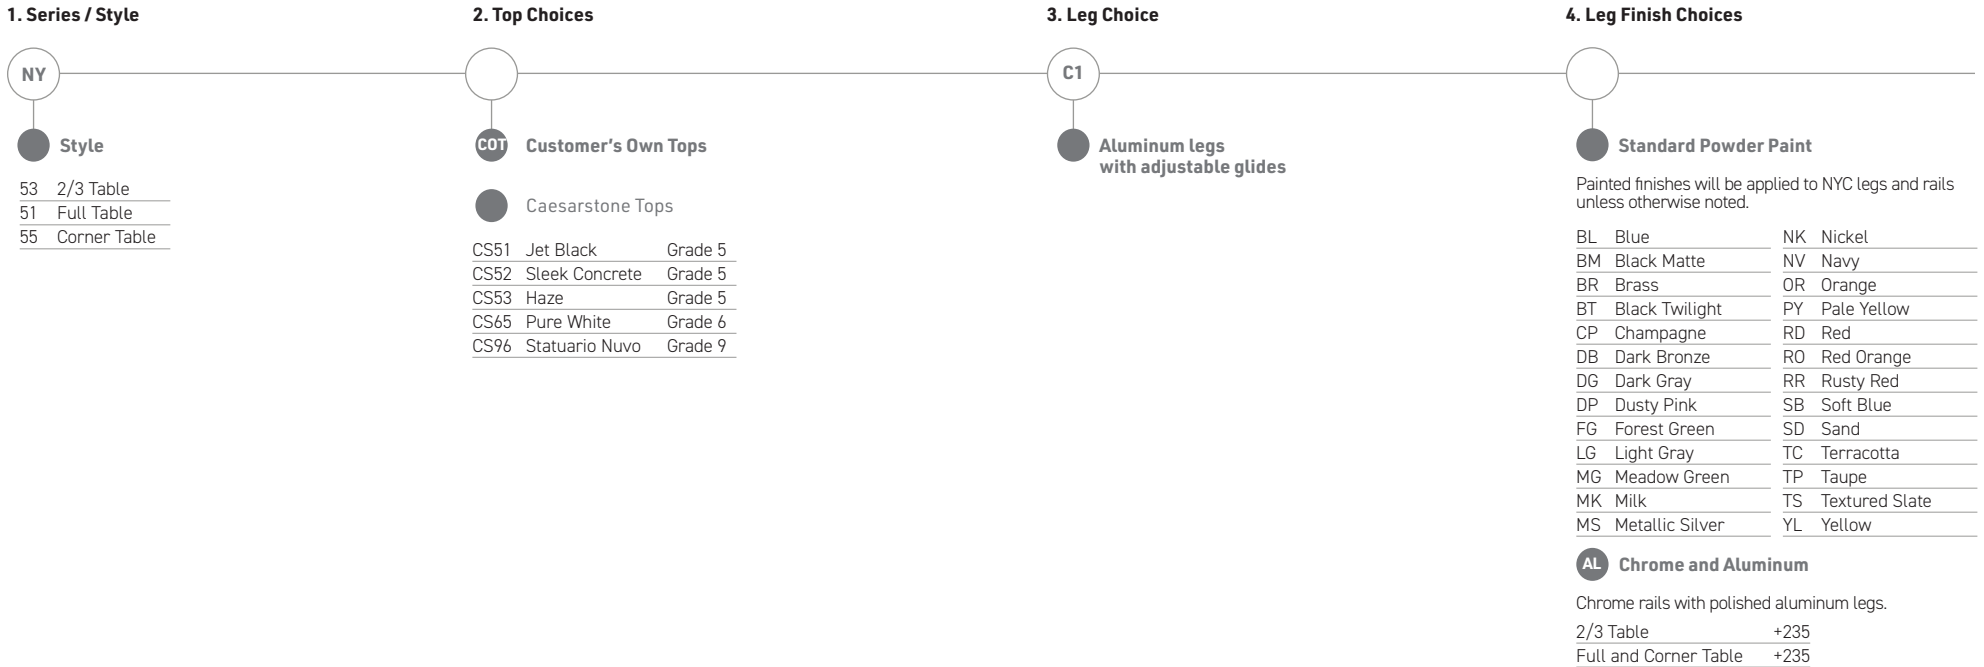 1. Series / Style
NY
Style
53 2/3 Table
51 Full Table
55 Corner Table
2. Top Choices
COT Customer's Own Tops
Caesarstone Tops
CS51 Jet Black Grade 5
CS52 Sleek Concrete Grade 5
CS53 Haze Grade 5
CS65 Pure White Grade 6
CS96 Statuario Nuvo Grade 9
3. Leg Choice
C1
Aluminum legs
with adjustable glides
4. Leg Finish Choices
Standard Powder Paint
Painted finishes will be applied to NYC legs and rails
unless otherwise noted.
BL Blue
BM Black Matte
BR Brass
BT Black Twilight
CP Champagne
DB Dark Bronze
DG Dark Gray
DP Dusty Pink
FG Forest Green
LG Light Gray
MG Meadow Green
MK Milk
MS Metallic Silver
NK Nickel
NV Navy
OR Orange
PY Pale Yellow
RD Red
RO Red Orange
RR Rusty Red
SB Soft Blue
SD Sand
TC Terracotta
TP Taupe
TS Textured Slate
YL Yellow
AL Chrome and Aluminum
Chrome rails with polished aluminum legs.
2/3 Table +235
Full and Corner Table +235